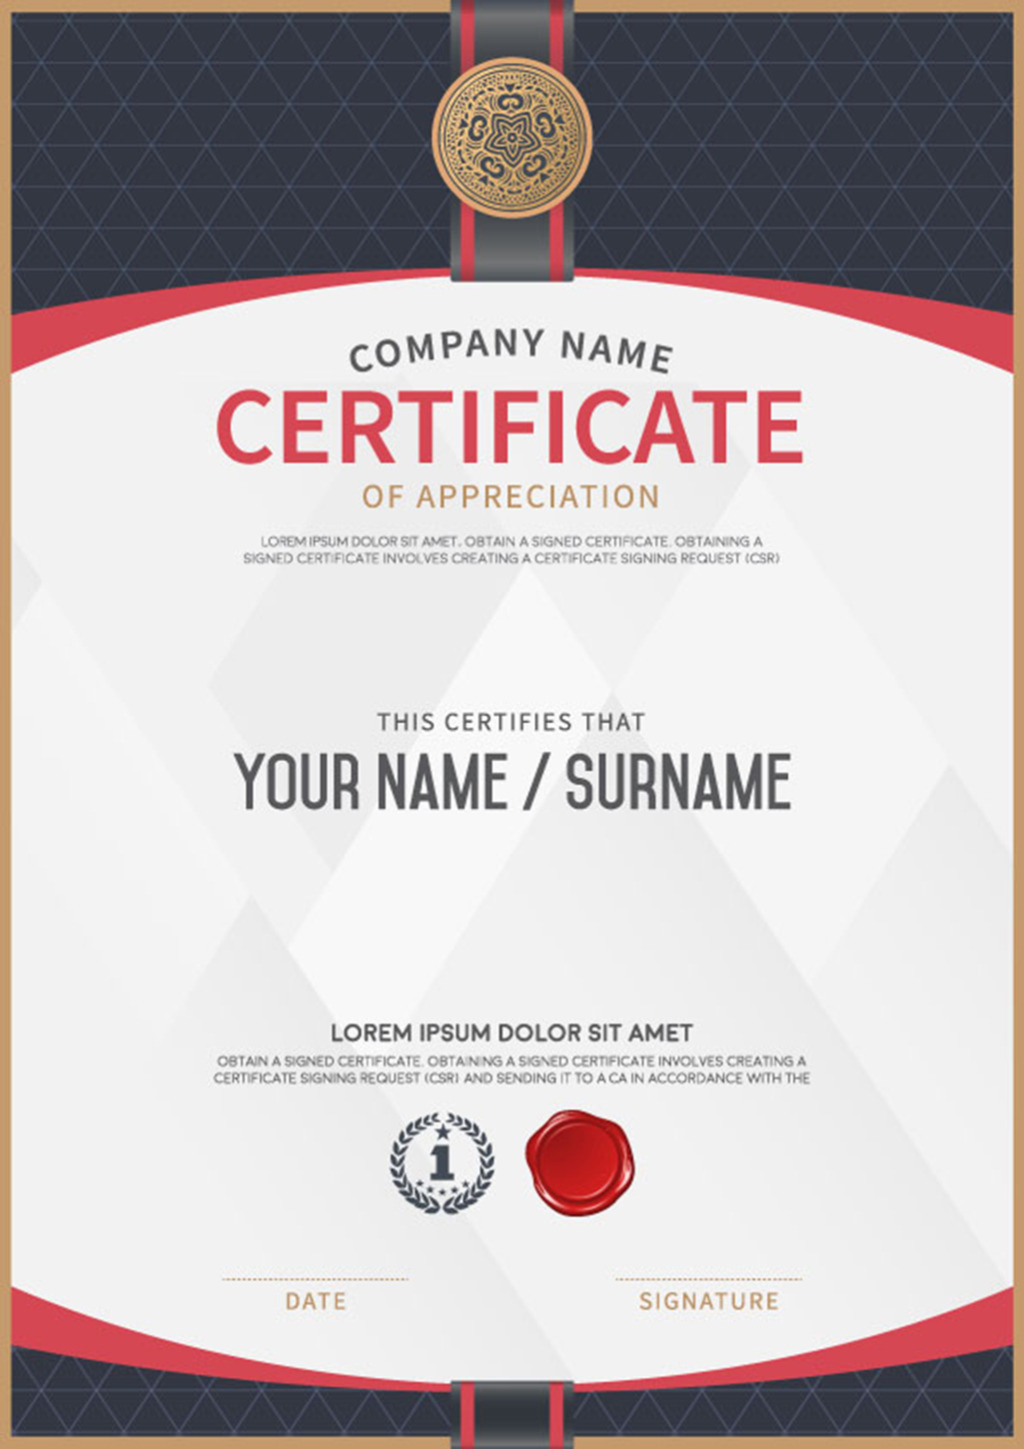 COMPANY NAME
CERTIFICATE
OF APPRECIATION
LOREM IPSUM DOLOR SIT AMET. OBTAIN A SIGNED CERTIFICATE. OBTAINING A
SIGNED CERTIFICATE INVOLVES CREATING A CERTIFICATE SIGNING REQUEST (CSR)
THIS CERTIFIES THAT
YOUR NAME / SURNAME
LOREM IPSUM DOLOR SIT AMET
OBTAIN A SIGNED CERTIFICATE. OBTAINING A SIGNED CERTIFICATE INVOLVES CREATING A
CERTIFICATE SIGNING REQUEST (CSR) AND SENDING IT TO A CA IN ACCORDANCE WITH THE
1
DATE
SIGNATURE